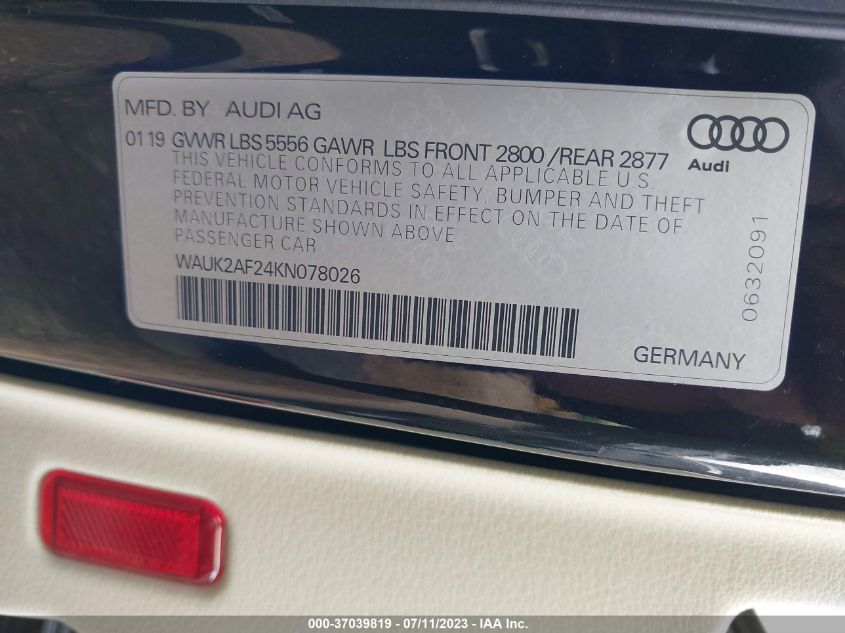 MFD. BY AUDI AG
01 19 GVWR LBS 5556 GAWR LBS FRONT 2800 /REAR 2877
THIS VEHICLE CONFORMS TO ALL APPLICABLE U S.
FEDERAL MOTOR VEHICLE SAFETY, BUMPER AND THEFT
PREVENTION STANDARDS IN EFFECT ON THE DATE OF
MANUFACTURE SHOWN ABOVE
PASSENGER CAR
WAUK2AF24KN078026
Audi
0632091
GERMANY
000-37039819 - 07/11/2023 - IAA Inc.